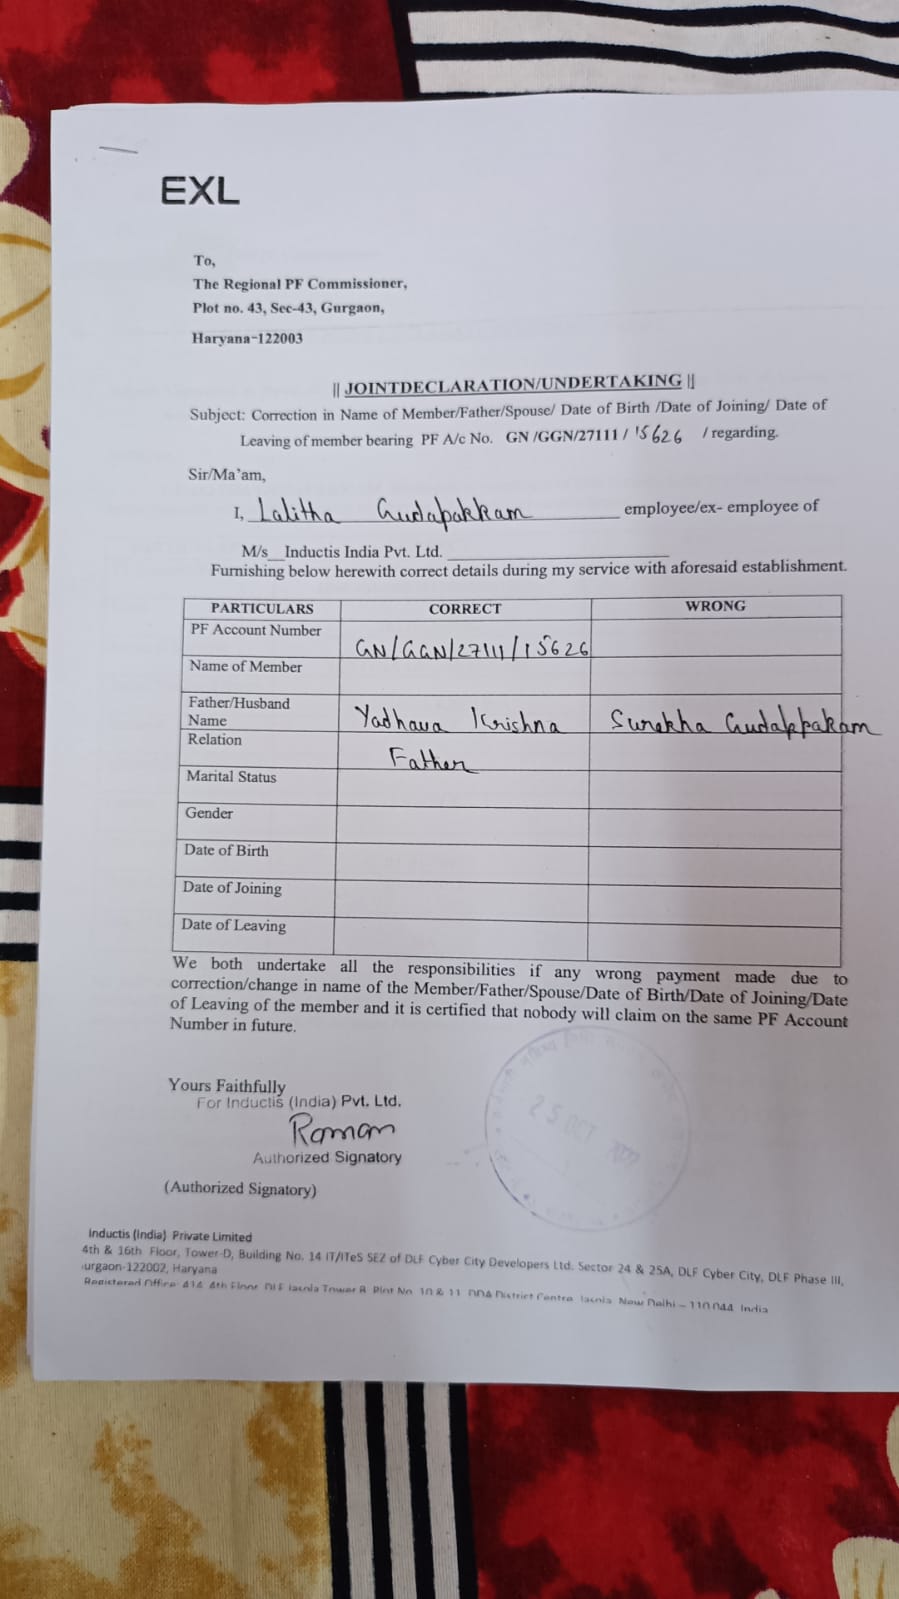 EXL
To,
The Regional PF Commissioner,
Plot no. 43, Sec-43, Gurgaon,
Haryana-122003
|| JOINTDECLARATION/UNDERTAKING ||
Subject: Correction in Name of Member/Father/Spouse/ Date of Birth /Date of Joining/ Date of
Leaving of member bearing PF A/c No. GN /GGN/27111 / 15626 / regarding.
Sir/Ma'am,
I, Lalitha Gudapakkam employee/ex- employee of
M/s Inductis India Pvt. Ltd.
Furnishing below herewith correct details during my service with aforesaid establishment.
PARTICULARS CORRECT WRONG
PF Account Number GN/GGN/27111/15626
Name of Member
Father/Husband Name Yadhava Krishna Surekha Gudappakam
Relation Father
Marital Status
Gender
Date of Birth
Date of Joining
Date of Leaving
We both undertake all the responsibilities if any wrong payment made due to
correction/change in name of the Member/Father/Spouse/Date of Birth/Date of Joining/Date
of Leaving of the member and it is certified that nobody will claim on the same PF Account
Number in future.
Yours Faithfully
For Inductis (India) Pvt. Ltd.
Raman
Authorized Signatory
25 OCT 2022
(Authorized Signatory)
Inductis (India) Private Limited
4th & 16th Floor, Tower-D, Building No. 14 IT/ITeS SEZ of DLF Cyber City Developers Ltd. Sector 24 & 25A, DLF Cyber City, DLF Phase III,
urgaon-122002, Haryana
Registered Office: 414, 4th Floor, DLF Jasola Tower B, Plot No. 10 & 11, DDA District Centre, Jasola, New Delhi – 110 044, India